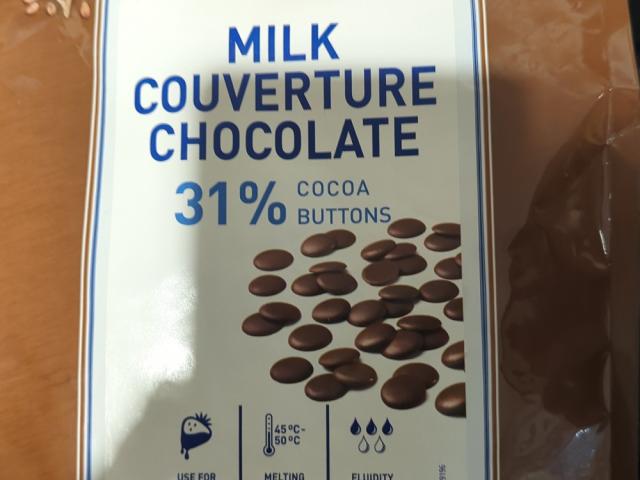 MILK
COUVERTURE
CHOCOLATE
31% COCOA
BUTTONS
45°C-
50°C
USE FOR
MELTING
FLUIDITY